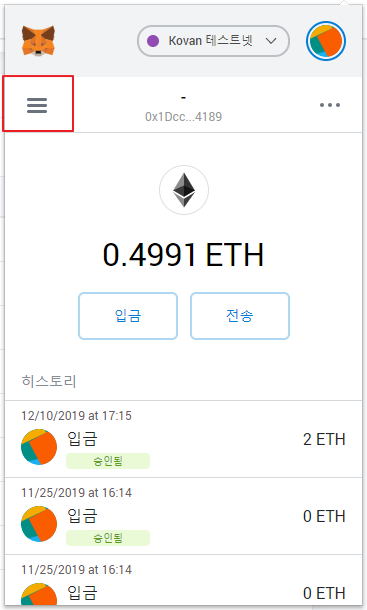 Kovan 테스트넷
-
0x1Dcc...4189
0.4991 ETH
입금
전송
히스토리
12/10/2019 at 17:15
입금
2 ETH
승인됨
11/25/2019 at 16:14
입금
0 ETH
승인됨
11/25/2019 at 16:14
입금
0 ETH